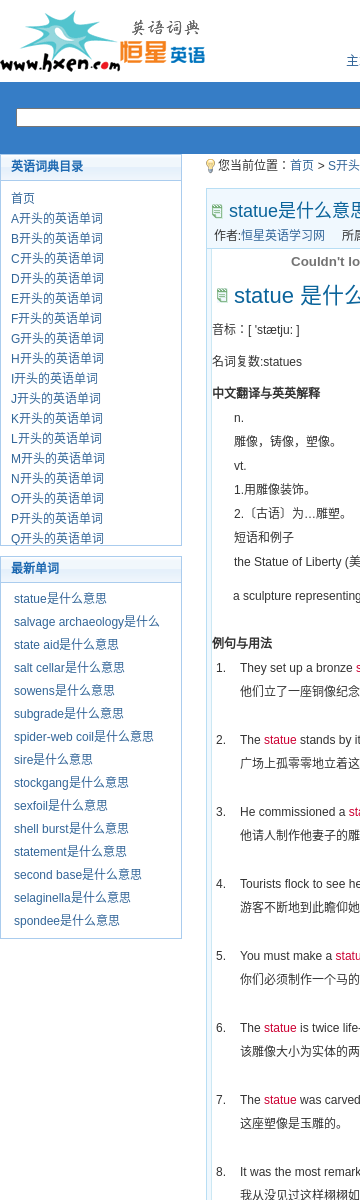 英语词典
恒星英语
www.hxen.com
主
英语词典目录
首页
A开头的英语单词
B开头的英语单词
C开头的英语单词
D开头的英语单词
E开头的英语单词
F开头的英语单词
G开头的英语单词
H开头的英语单词
I开头的英语单词
J开头的英语单词
K开头的英语单词
L开头的英语单词
M开头的英语单词
N开头的英语单词
O开头的英语单词
P开头的英语单词
Q开头的英语单词
最新单词
statue是什么意思
salvage archaeology是什么
state aid是什么意思
salt cellar是什么意思
sowens是什么意思
subgrade是什么意思
spider-web coil是什么意思
sire是什么意思
stockgang是什么意思
sexfoil是什么意思
shell burst是什么意思
statement是什么意思
second base是什么意思
selaginella是什么意思
spondee是什么意思
您当前位置：首页 > S开头
statue是什么意思
作者:恒星英语学习网 所属
Couldn't lo
statue 是什么
音标：[ 'stætju: ]
名词复数:statues
中文翻译与英英解释
n.
雕像，铸像，塑像。
vt.
1.用雕像装饰。
2.〔古语〕为…雕塑。
短语和例子
the Statue of Liberty (美
a sculpture representing
例句与用法
1. They set up a bronze s
他们立了一座铜像纪念
2. The statue stands by it
广场上孤零零地立着这
3. He commissioned a sta
他请人制作他妻子的雕
4. Tourists flock to see he
游客不断地到此瞻仰她
5. You must make a statu
你们必须制作一个马的
6. The statue is twice life-
该雕像大小为实体的两
7. The statue was carved
这座塑像是玉雕的。
8. It was the most remark
我从没见过这样栩栩如